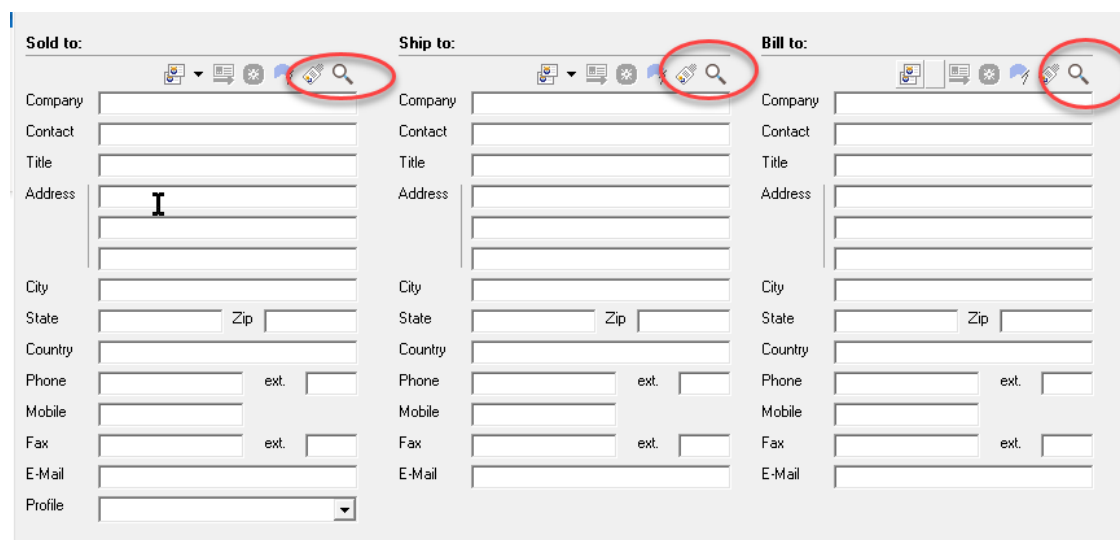 Sold to: Ship to: Bill to:
Company Company Company
Contact Contact Contact
Title Title Title
Address Address Address
City City City
State Zip State Zip State Zip
Country Country Country
Phone ext. Phone ext. Phone ext.
Mobile Mobile Mobile
Fax ext. Fax ext. Fax ext.
E-Mail E-Mail E-Mail
Profile